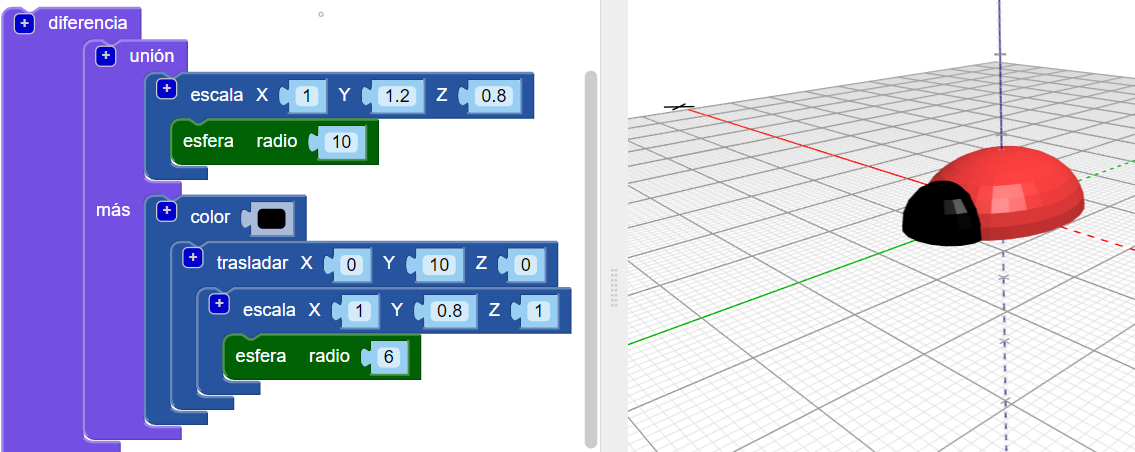 + diferencia
+ unión
+ escala X 1 Y 1.2 Z 0.8
esfera radio 10
más + color
+ trasladar X 0 Y 10 Z 0
+ escala X 1 Y 0.8 Z 1
esfera radio 6